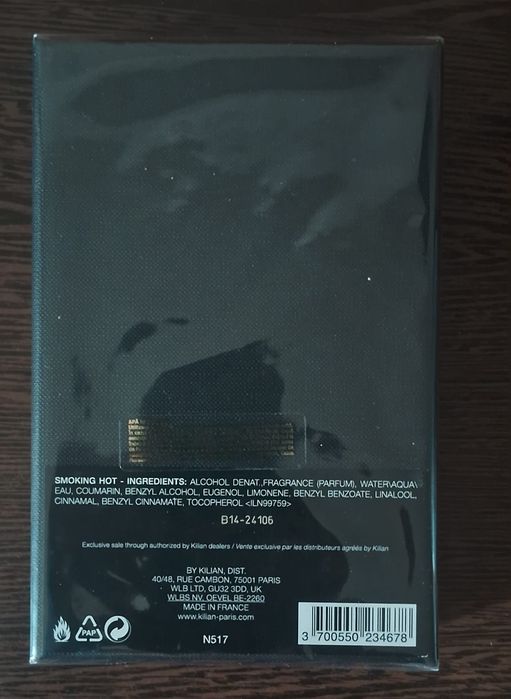 SMOKING HOT - INGREDIENTS: ALCOHOL DENAT.,FRAGRANCE (PARFUM), WATER\AQUA\
EAU, COUMARIN, BENZYL ALCOHOL, EUGENOL, LIMONENE, BENZYL BENZOATE, LINALOOL,
CINNAMAL, BENZYL CINNAMATE, TOCOPHEROL <ILN99759>
B14-24106
Exclusive sale through authorized by Kilian dealers / Vente exclusive par les distributeurs agréés by Kilian
BY KILIAN, DIST.
40/48, RUE CAMBON, 75001 PARIS
WLB LTD, GU32 3DD, UK
WLBS NV, OEVEL BE-2260
MADE IN FRANCE
www.kilian-paris.com
PAP
N517
3 700550 234678